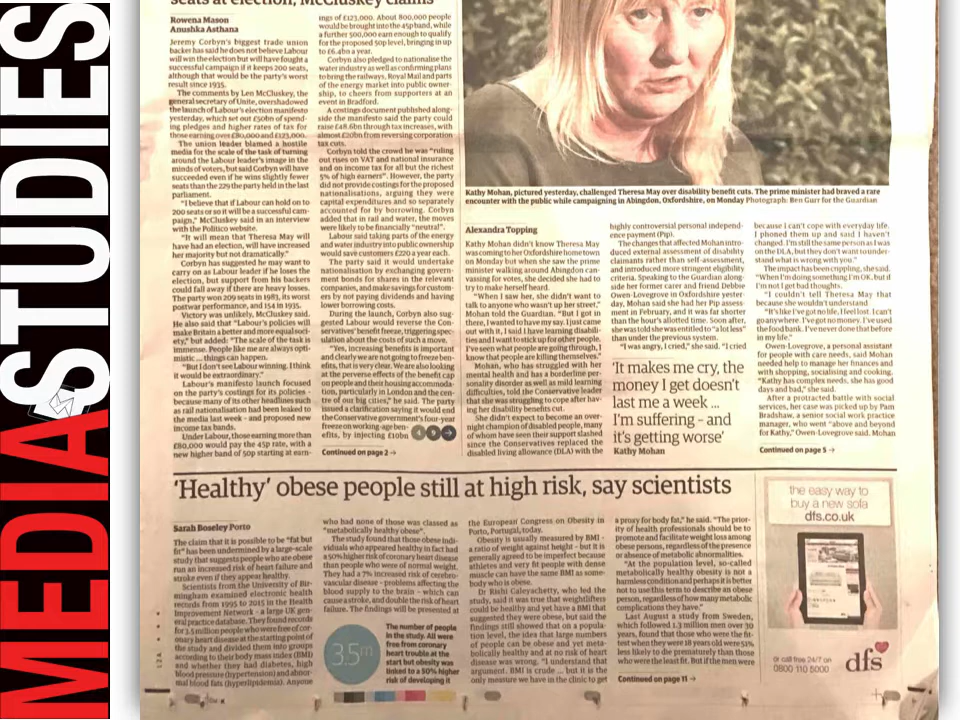 MEDIA STUDIES
seats at election, McCluskey claims
Rowena Mason
Anushka Asthana
Jeremy Corbyn's biggest trade union
backer has said he does not believe Labour
will win the election but will have fought a
successful campaign if it keeps 200 seats,
although that would be the party's worst
result since 1935.
The comments by Len McCluskey, the
general secretary of Unite, overshadowed
the launch of Labour's election manifesto
yesterday, which set out £50bn of spend-
ing pledges and higher rates of tax for
those earning over £80,000 and £123,000.
The union leader blamed a hostile
media for the scale of the task of turning
around the Labour leader's image in the
minds of voters, but said Corbyn will have
succeeded even if he wins slightly fewer
seats than the 229 the party held in the last
parliament.
"I believe that if Labour can hold on to
200 seats or so it will be a successful cam-
paign," McCluskey said in an interview
with the Politico website.
"It will mean that Theresa May will
have had an election, will have increased
her majority but not dramatically."
Corbyn has suggested he may want to
carry on as Labour leader if he loses the
election, but support from his backers
could fall away if there are heavy losses.
The party won 209 seats in 1983, its worst
postwar performance, and 154 in 1935.
Victory was unlikely, McCluskey said.
He also said that "Labour's policies will
make Britain a better and more equal soci-
ety," but added: "The scale of the task is
immense. People like me are always opti-
mistic ... things can happen.
"But I don't see Labour winning. I think
it would be extraordinary."
Labour's manifesto launch focused
on the party's costings for its policies -
because many of its other headlines such
as rail nationalisation had been leaked to
the media last week - and proposed new
income tax bands.
Under Labour, those earning more than
£80,000 would pay the 45p rate, with a
new higher band of 50p starting at earn-
ings of £123,000. About 800,000 people
would be brought into the 45p band, while
a further 500,000 earn enough to qualify
for the proposed 50p level, bringing in up
to £6.4bn a year.
Corbyn also pledged to nationalise the
water industry as well as confirming plans
to bring the railways, Royal Mail and parts
of the energy market into public owner-
ship, to cheers from supporters at an
event in Bradford.
A costings document published along-
side the manifesto said the party could
raise £48.6bn through tax increases, with
almost £20bn from reversing corporation
tax cuts.
Corbyn told the crowd he was "ruling
out rises on VAT and national insurance
and on income tax for all but the richest
5% of high earners". However, the party
did not provide costings for the proposed
nationalisations, arguing they were
capital expenditures and so separately
accounted for by borrowing. Corbyn
added that in rail and water, the moves
were likely to be financially "neutral".
Labour said taking parts of the energy
and water industry into public ownership
would save customers £220 a year each.
The party said it would undertake
nationalisation by exchanging govern-
ment bonds for shares in the relevant
companies, and make savings for custom-
ers by not paying dividends and having
lower borrowing costs.
During the launch, Corbyn also sug-
gested Labour would reverse the Con-
servatives' benefit freeze, triggering spec-
ulation about the costs of such a move.
"Yes, increasing benefits is important
and clearly we are not going to freeze ben-
efits, that is very clear. We are also looking
at the perverse effects of the benefit cap
on people and their housing accommoda-
tion, particularly in London and the cen-
tre of our big cities," he said. The party
issued a clarification saying it would end
the Conservative government's four-year
freeze on working-age ben-
efits, by injecting £10bn
Continued on page 2 →
Kathy Mohan, pictured yesterday, challenged Theresa May over disability benefit cuts. The prime minister had braved a rare
encounter with the public while campaigning in Abingdon, Oxfordshire, on Monday Photograph: Ben Gurr for the Guardian
Alexandra Topping
Kathy Mohan didn't know Theresa May
was coming to her Oxfordshire hometown
on Monday but when she saw the prime
minister walking around Abingdon can-
vassing for votes, she decided she had to
try to make herself heard.
"When I saw her, she didn't want to
talk to anyone who wasn't up her street,"
Mohan told the Guardian. "But I got in
there, I wanted to have my say. I just came
out with it, I said I have learning disabili-
ties and I want to stick up for other people.
I've seen what people are going through, I
know that people are killing themselves."
Mohan, who has struggled with her
mental health and has a borderline per-
sonality disorder as well as mild learning
difficulties, told the Conservative leader
that she was struggling to cope after hav-
ing her disability benefits cut.
She didn't expect to become an over-
night champion of disabled people, many
of whom have seen their support slashed
since the Conservatives replaced the
disabled living allowance (DLA) with the
highly controversial personal independ-
ence payment (Pip).
The changes that affected Mohan intro-
duced external assessment of disability
claimants rather than self-assessment,
and introduced more stringent eligibility
criteria. Speaking to the Guardian along-
side her former carer and friend Debbie
Owen-Lovegrove in Oxfordshire yester-
day, Mohan said she had her Pip assess-
ment in February, and it was far shorter
than the hour's allotted time. Soon after,
she was told she was entitled to "a lot less"
than under the previous system.
"I was angry, I cried," she said. "I cried
'It makes me cry, the
money I get doesn't
last me a week ...
I'm suffering – and
it's getting worse'
Kathy Mohan
because I can't cope with everyday life.
I phoned them up and said I haven't
changed. I'm still the same person as I was
on the DLA, but they don't want to under-
stand what is wrong with you."
The impact has been crippling, she said.
"When I'm doing something I'm OK, but if
I'm not I get bad thoughts.
"I couldn't tell Theresa May that
because she wouldn't understand
"It's like I've got no life, I feel lost. I can't
go anywhere. I've got no money. I've used
the food bank. I've never done that before
in my life."
Owen-Lovegrove, a personal assistant
for people with care needs, said Mohan
needed help to manage her finances and
with shopping, socialising and cooking.
"Kathy has complex needs, she has good
days and bad," she said.
After a protracted battle with social
services, her case was picked up by Pam
Bradshaw, a senior social work practice
manager, who went "above and beyond
for Kathy," Owen-Lovegrove said. Mohan
Continued on page 5 →
'Healthy' obese people still at high risk, say scientists
Sarah Boseley Porto
The claim that it is possible to be "fat but
fit" has been undermined by a large-scale
study that suggests people who are obese
run an increased risk of heart failure and
stroke even if they appear healthy.
Scientists from the University of Bir-
mingham examined electronic health
records from 1995 to 2015 in the Health
Improvement Network - a large UK gen-
eral practice database. They found records
for 3.5 million people who were free of cor-
onary heart disease at the starting point of
the study and divided them into groups
according to their body mass index (BMI)
and whether they had diabetes, high
blood pressure (hypertension) and abnor-
mal blood fats (hyperlipidemia). Anyone
who had none of those was classed as
"metabolically healthy obese".
The study found that those obese indi-
viduals who appeared healthy in fact had
a 50% higher risk of coronary heart disease
than people who were of normal weight.
They had a 7% increased risk of cerebro-
vascular disease - problems affecting the
blood supply to the brain - which can
cause a stroke, and double the risk of heart
failure. The findings will be presented at
3.5m
The number of people
in the study. All were
free from coronary
heart trouble at the
start but obesity was
linked to a 50% higher
risk of developing it
the European Congress on Obesity in
Porto, Portugal, today.
Obesity is usually measured by BMI -
a ratio of weight against height - but it is
generally agreed to be imperfect because
athletes and very fit people with dense
muscle can have the same BMI as some-
body who is obese.
Dr Rishi Caleyachetty, who led the
study, said it was true that weightlifters
could be healthy and yet have a BMI that
suggested they were obese, but said the
findings still showed that on a popula-
tion level, the idea that large numbers
of people can be obese and yet meta-
bolically healthy and at no risk of heart
disease was wrong. "I understand that
argument. BMI is crude ... but it is the
only measure we have in the clinic to get
a proxy for body fat," he said. "The prior-
ity of health professionals should be to
promote and facilitate weight loss among
obese persons, regardless of the presence
or absence of metabolic abnormalities.
"At the population level, so-called
metabolically healthy obesity is not a
harmless condition and perhaps it is better
not to use this term to describe an obese
person, regardless of how many metabolic
complications they have."
Last August a study from Sweden,
which followed 1.3 million men over 30
years, found that those who were the fit-
test when they were 18 years old were 51%
less likely to die prematurely than those
who were the least fit. But if the men were
Continued on page 11 →
the easy way to
buy a new sofa
dfs.co.uk
or call free 24/7 on
0800 110 5000
dfs